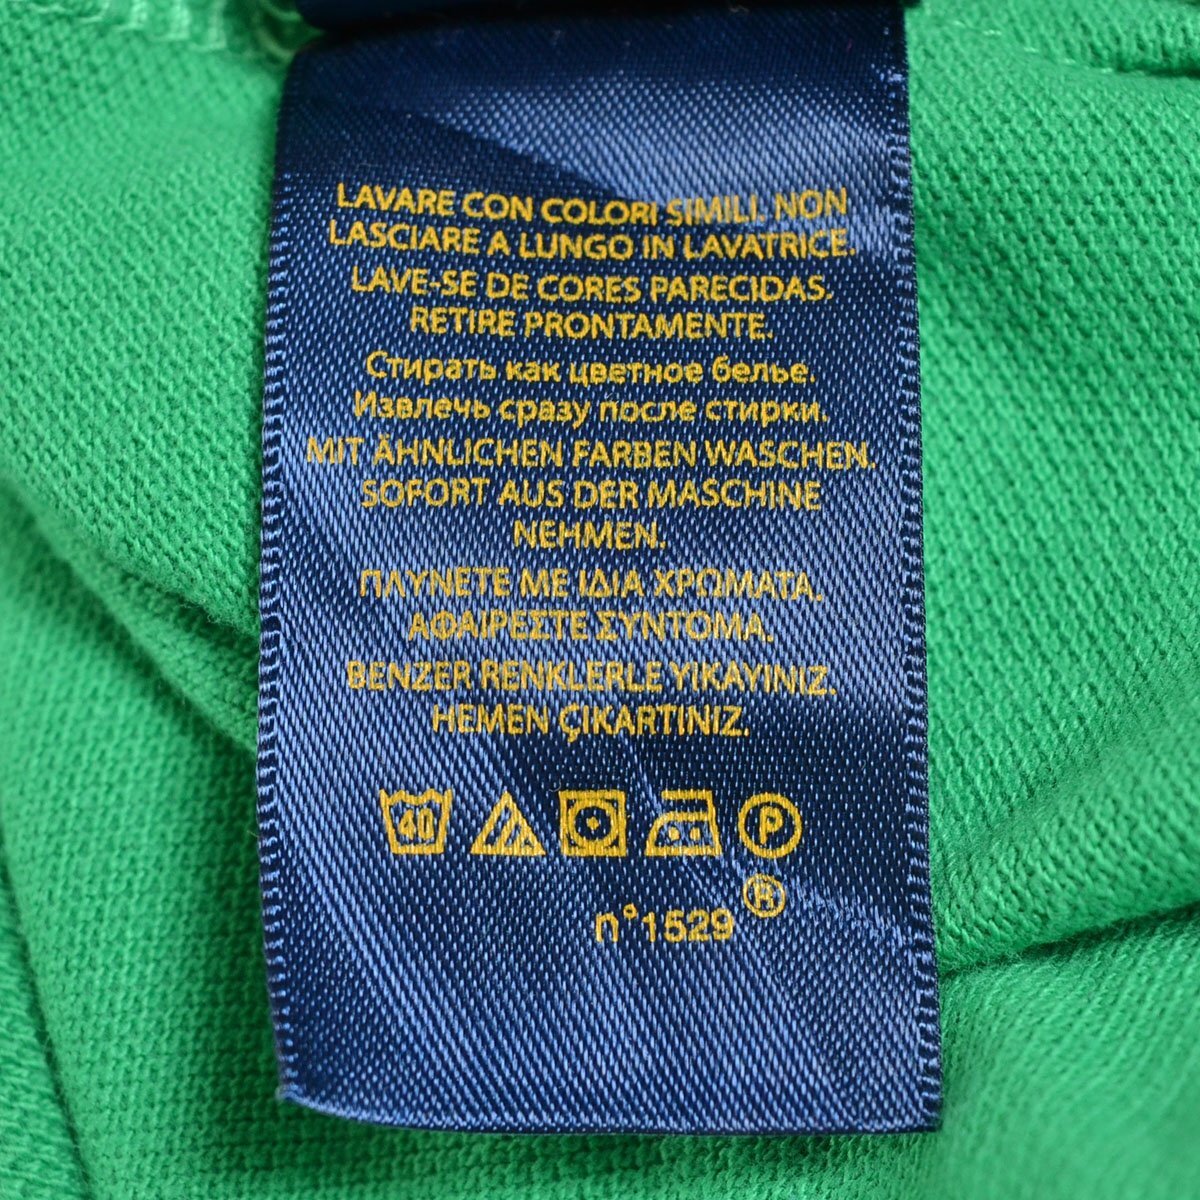 LAVARE CON COLORI SIMILI. NON
LASCIARE A LUNGO IN LAVATRICE.
LAVE-SE DE CORES PARECIDAS.
RETIRE PRONTAMENTE.
Стирать как цветное белье.
Извлечь сразу после стирки.
MIT ÄHNLICHEN FARBEN WASCHEN.
SOFORT AUS DER MASCHINE
NEHMEN.
ΠΛΥΝΕΤΕ ΜΕ ΙΔΙΑ ΧΡΩΜΑΤΑ.
ΑΦΑΙΡΕΣΤΕ ΣΥΝΤΟΜΑ.
BENZER RENKLERLE YIKAYINIZ.
HEMEN ÇIKARTINIZ.
40 P
n°1529 ®